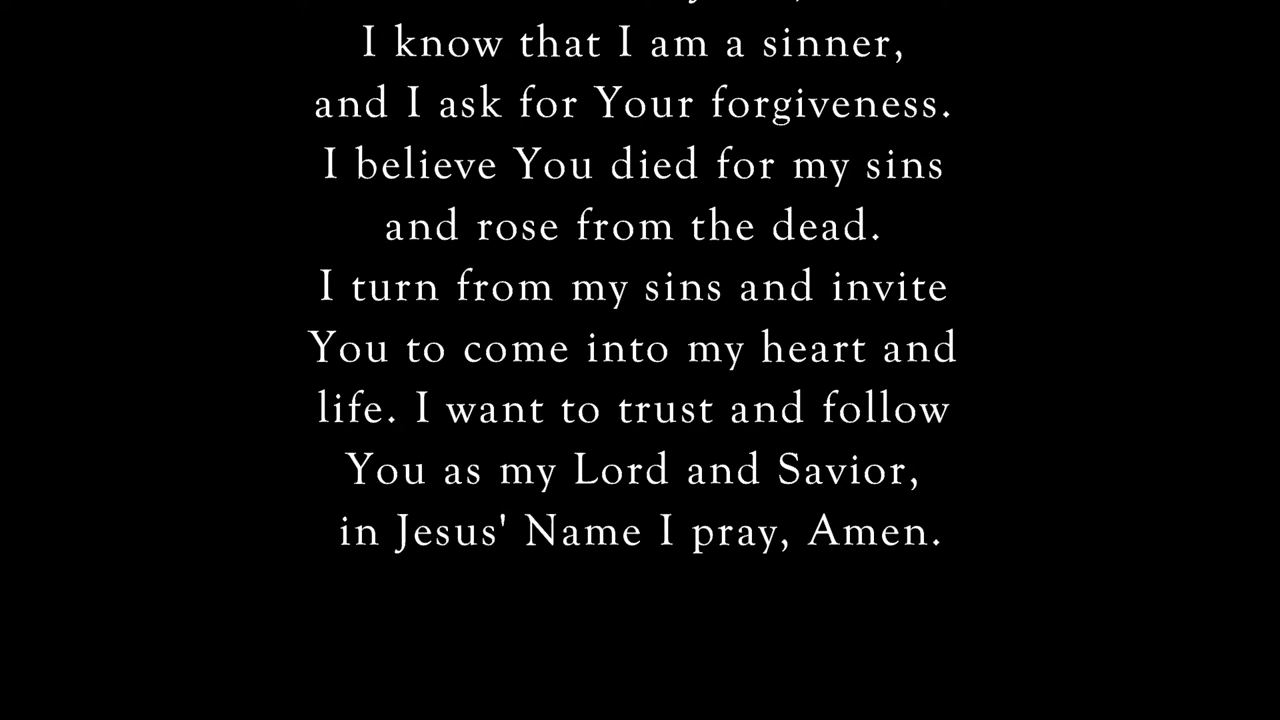 I know that I am a sinner,
and I ask for Your forgiveness.
I believe You died for my sins
and rose from the dead.
I turn from my sins and invite
You to come into my heart and
life. I want to trust and follow
You as my Lord and Savior,
in Jesus' Name I pray, Amen.